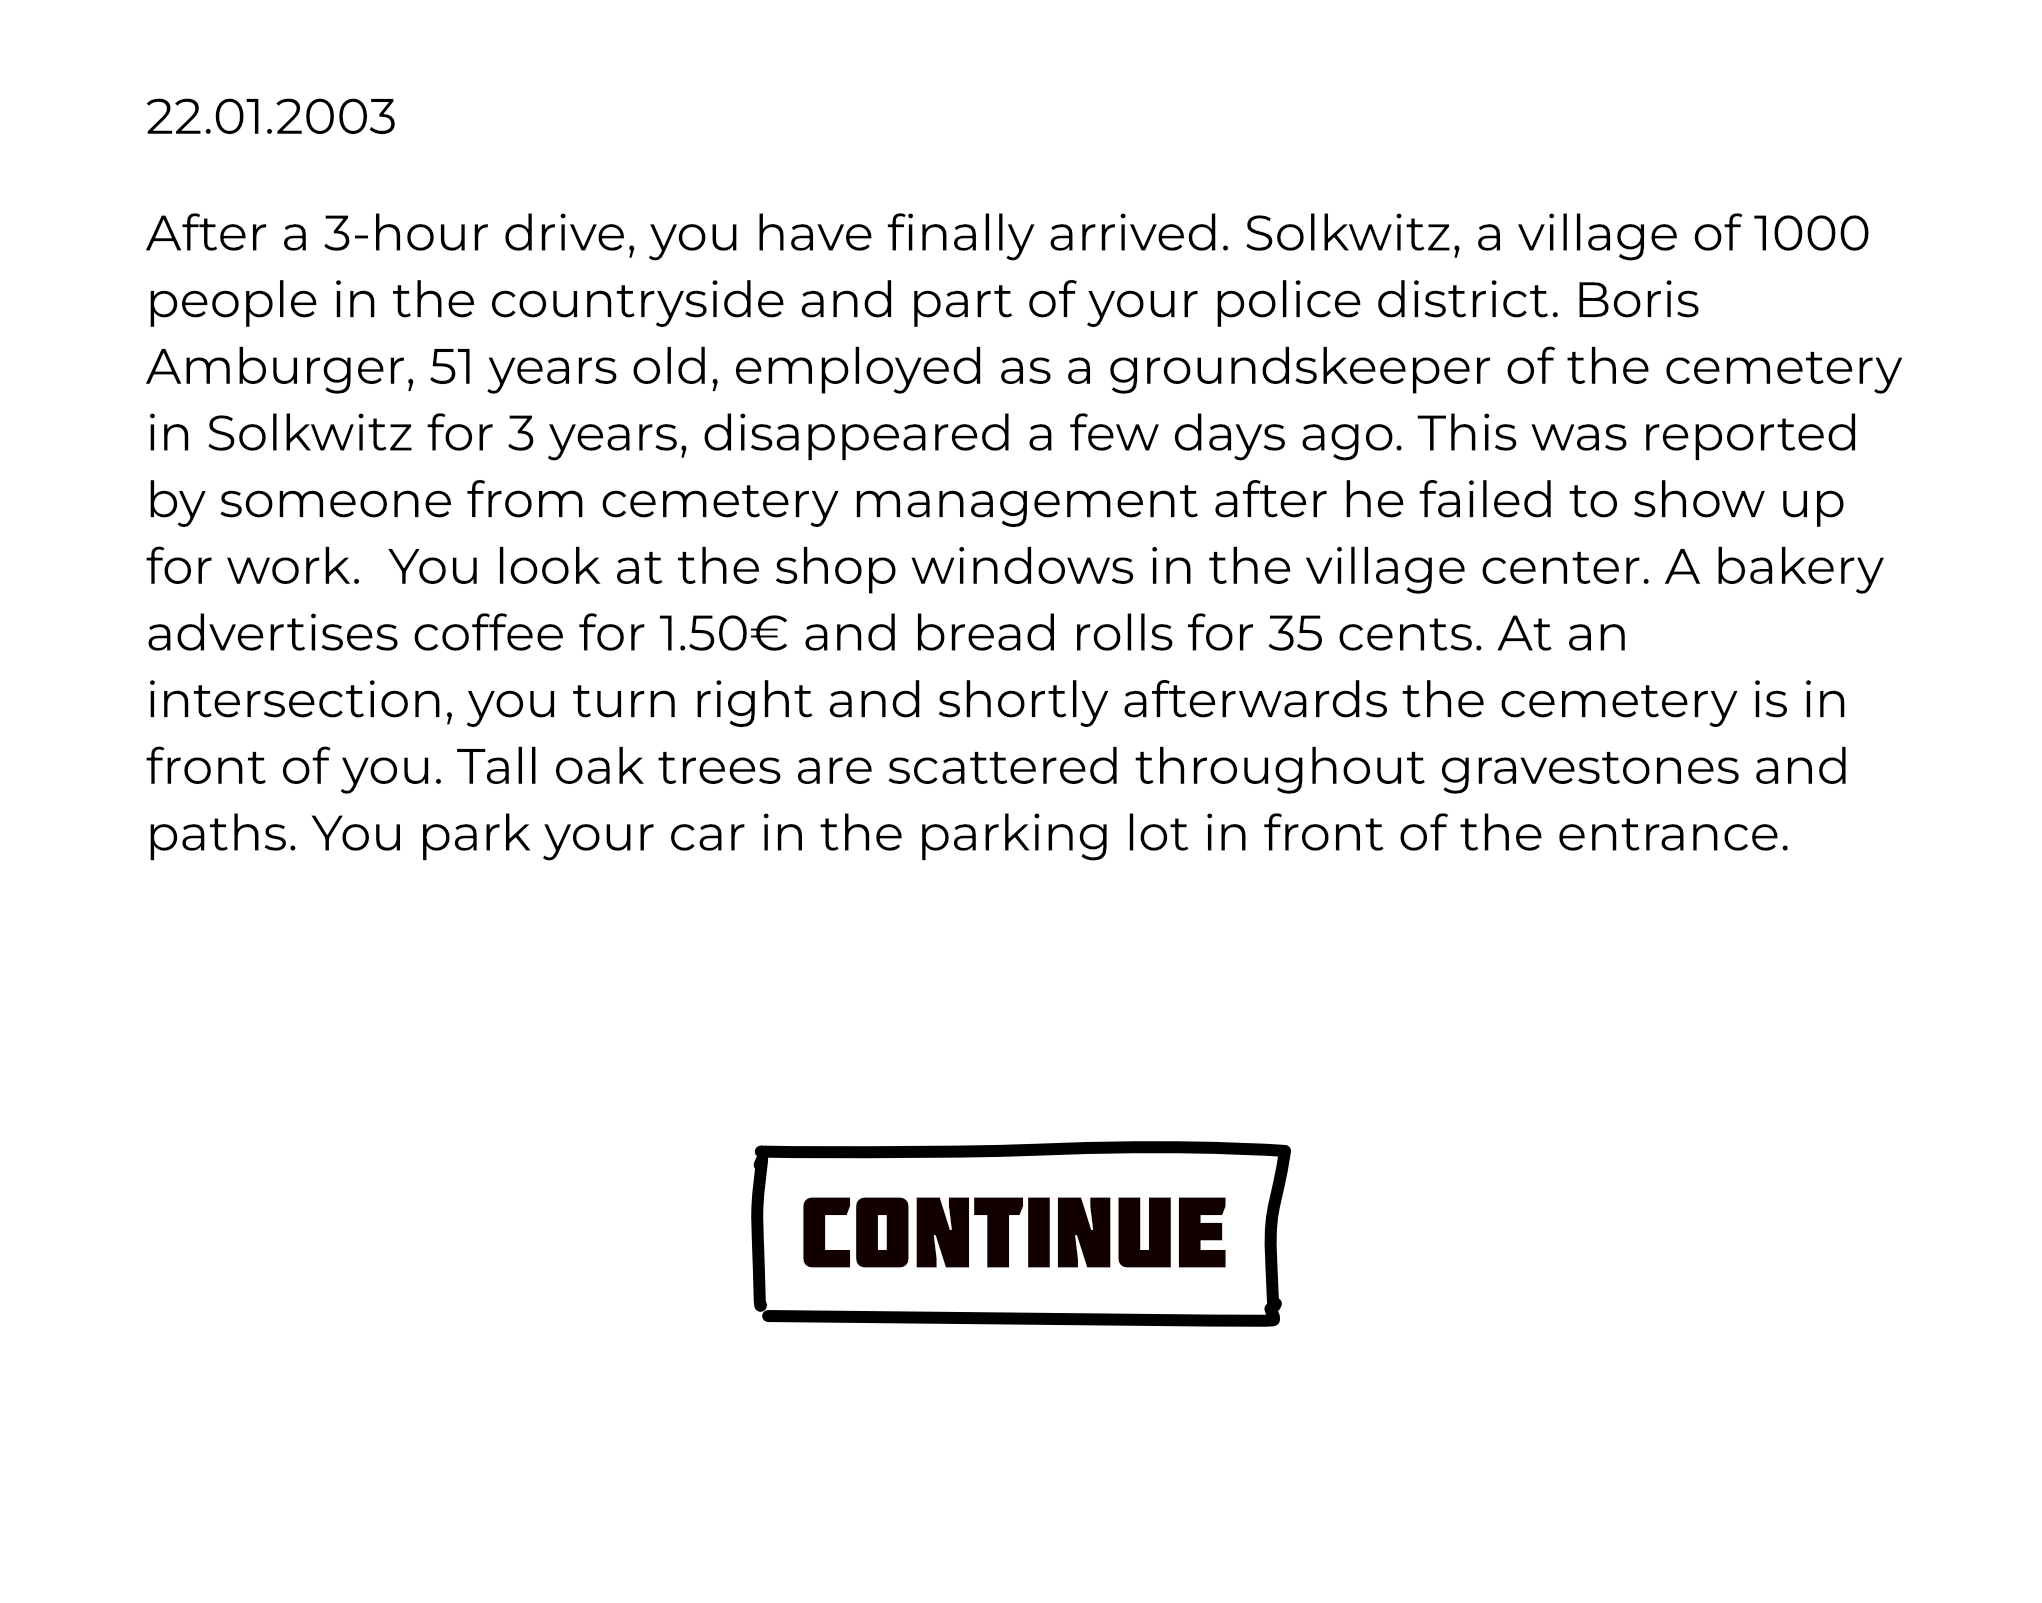 22.01.2003
After a 3-hour drive, you have finally arrived. Solkwitz, a village of 1000
people in the countryside and part of your police district. Boris
Amburger, 51 years old, employed as a groundskeeper of the cemetery
in Solkwitz for 3 years, disappeared a few days ago. This was reported
by someone from cemetery management after he failed to show up
for work.  You look at the shop windows in the village center. A bakery
advertises coffee for 1.50€ and bread rolls for 35 cents. At an
intersection, you turn right and shortly afterwards the cemetery is in
front of you. Tall oak trees are scattered throughout gravestones and
paths. You park your car in the parking lot in front of the entrance.
CONTINUE